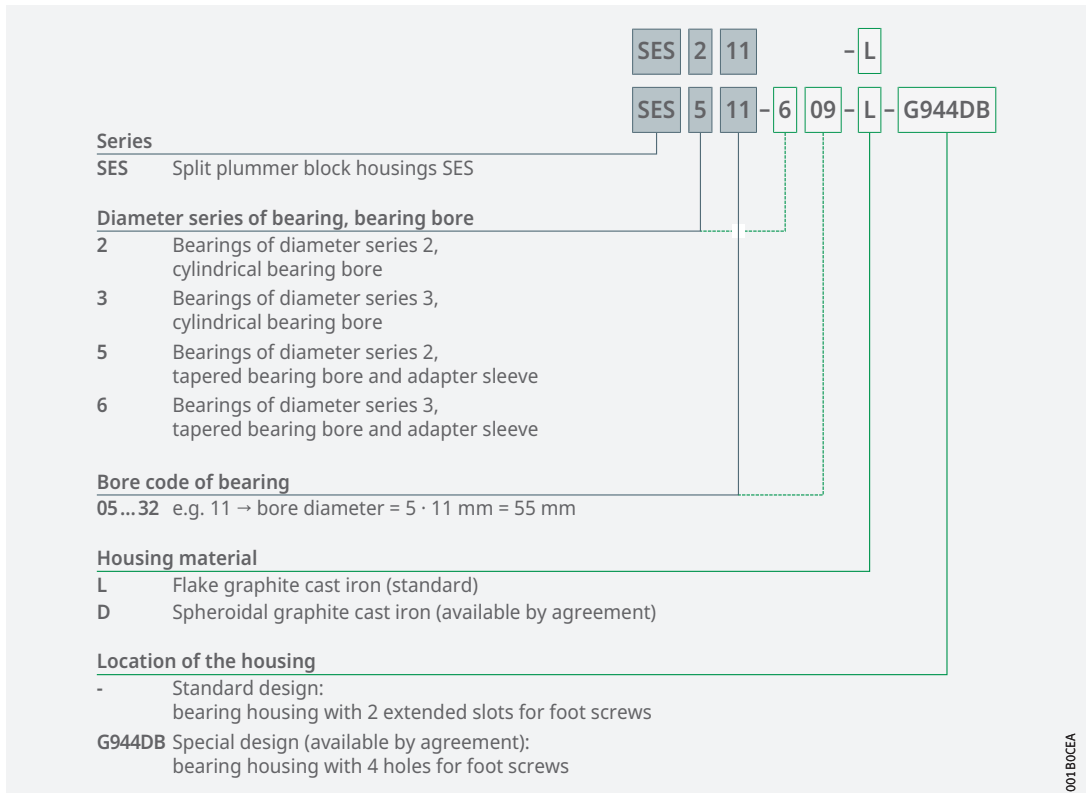 SES 2 11 – L
SES 5 11 – 6 09 – L – G944DB
Series
SES Split plummer block housings SES
Diameter series of bearing, bearing bore
2 Bearings of diameter series 2,
cylindrical bearing bore
3 Bearings of diameter series 3,
cylindrical bearing bore
5 Bearings of diameter series 2,
tapered bearing bore and adapter sleeve
6 Bearings of diameter series 3,
tapered bearing bore and adapter sleeve
Bore code of bearing
05…32 e.g. 11 → bore diameter = 5 · 11 mm = 55 mm
Housing material
L Flake graphite cast iron (standard)
D Spheroidal graphite cast iron (available by agreement)
Location of the housing
- Standard design:
bearing housing with 2 extended slots for foot screws
G944DB Special design (available by agreement):
bearing housing with 4 holes for foot screws
001B0CEA